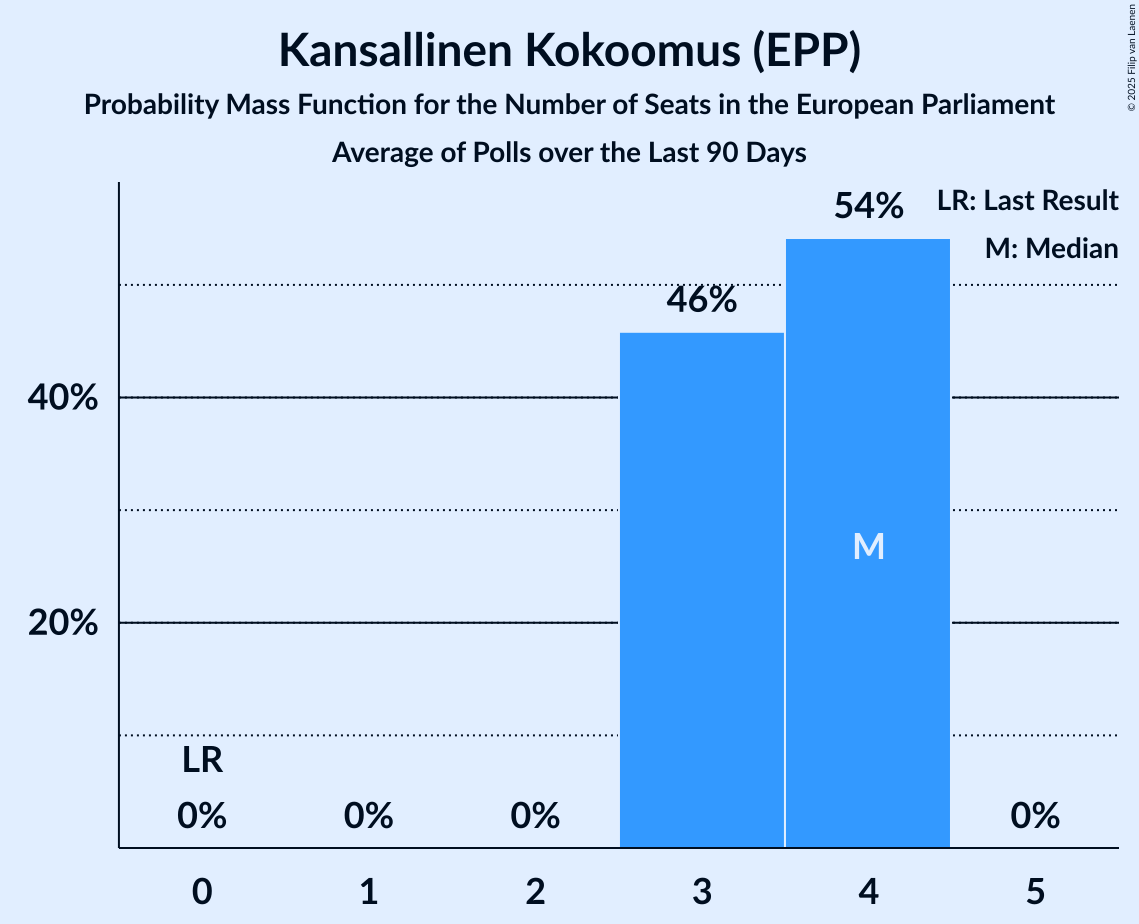 Kansallinen Kokoomus (EPP)
Probability Mass Function for the Number of Seats in the European Parliament
Average of Polls over the Last 90 Days
© 2025 Filip van Laenen
LR: Last Result
M: Median
54%
46%
40%
M
20%
LR
0%
0%
0%
0%
0
1
2
3
4
5